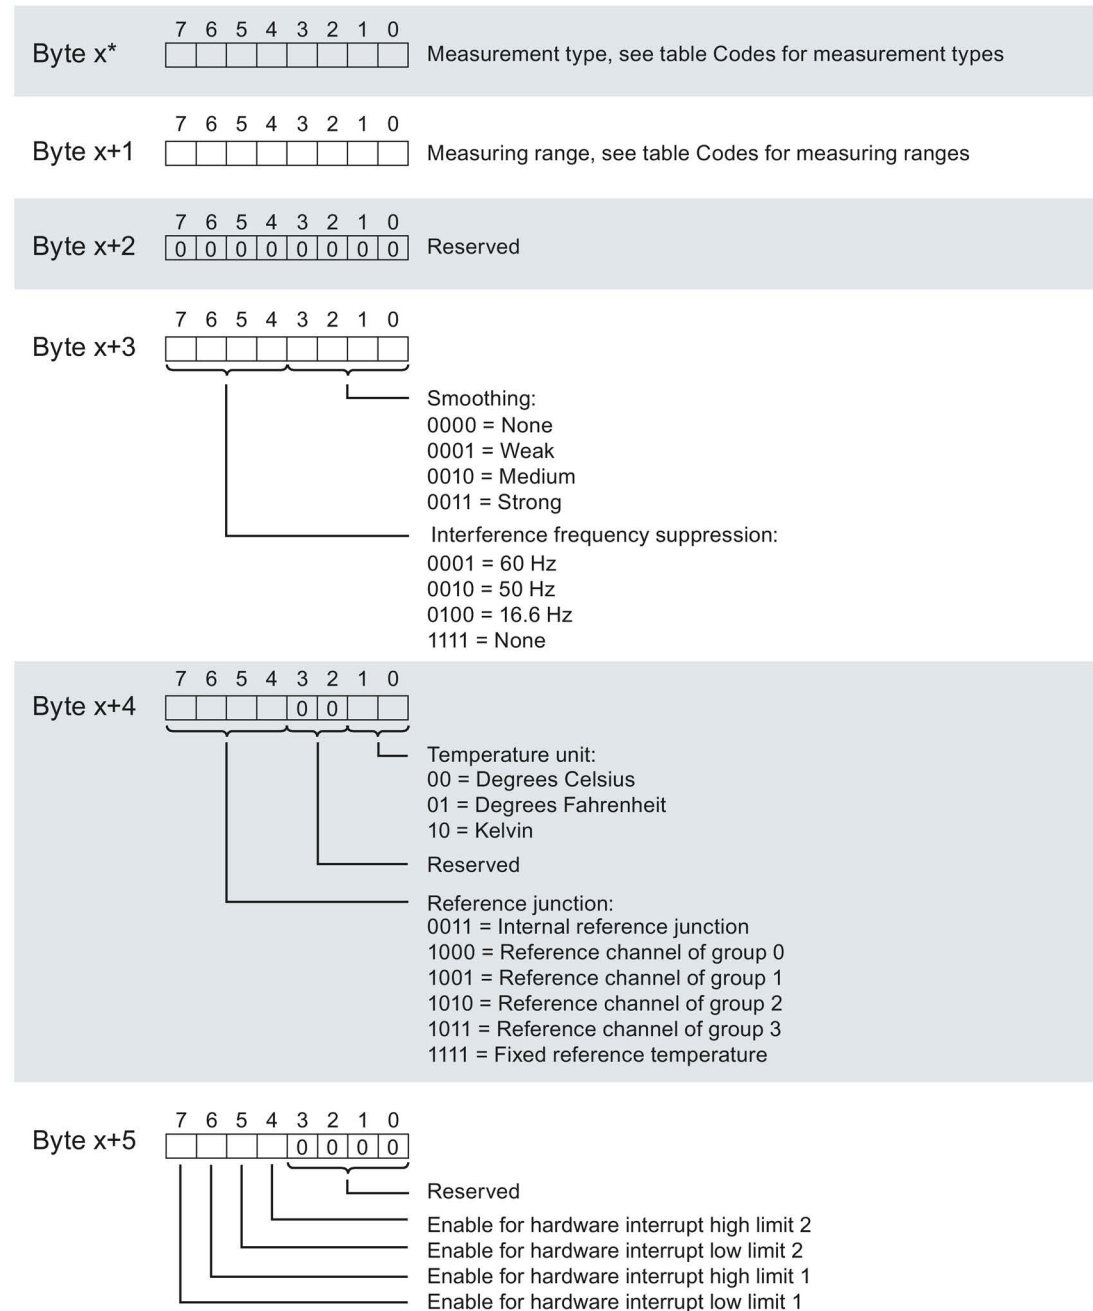 7 6 5 4 3 2 1 0
Byte x* Measurement type, see table Codes for measurement types
7 6 5 4 3 2 1 0
Byte x+1 Measuring range, see table Codes for measuring ranges
7 6 5 4 3 2 1 0
Byte x+2 0 0 0 0 0 0 0 0 Reserved
7 6 5 4 3 2 1 0
Byte x+3
Smoothing:
0000 = None
0001 = Weak
0010 = Medium
0011 = Strong
Interference frequency suppression:
0001 = 60 Hz
0010 = 50 Hz
0100 = 16.6 Hz
1111 = None
7 6 5 4 3 2 1 0
Byte x+4 0 0
Temperature unit:
00 = Degrees Celsius
01 = Degrees Fahrenheit
10 = Kelvin
Reserved
Reference junction:
0011 = Internal reference junction
1000 = Reference channel of group 0
1001 = Reference channel of group 1
1010 = Reference channel of group 2
1011 = Reference channel of group 3
1111 = Fixed reference temperature
7 6 5 4 3 2 1 0
Byte x+5 0 0 0 0
Reserved
Enable for hardware interrupt high limit 2
Enable for hardware interrupt low limit 2
Enable for hardware interrupt high limit 1
Enable for hardware interrupt low limit 1